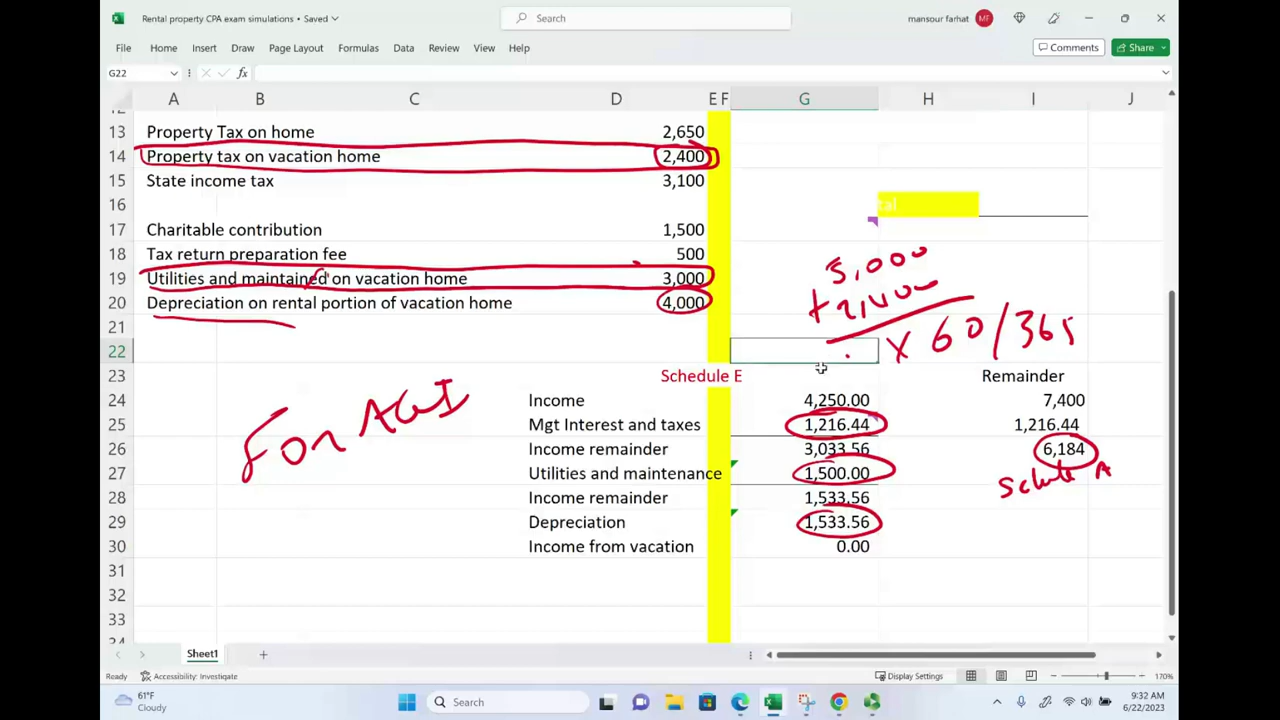 Rental property CPA exam simulations • Saved
Search
mansour farhat MF
File Home Insert Draw Page Layout Formulas Data Review View Help
Comments Share
G22 fx
A B C D E F G H I J
13 Property Tax on home 2,650
14 Property tax on vacation home 2,400
15 State income tax 3,100
16
17 Charitable contribution 1,500
18 Tax return preparation fee 500
19 Utilities and maintained on vacation home 3,000
20 Depreciation on rental portion of vacation home 4,000
5,000
+2,400
X 60/365
21
22
23 Schedule E Remainder
24 Income 4,250.00 7,400
25 Mgt Interest and taxes 1,216.44 1,216.44
26 Income remainder 3,033.56 6,184
For AGI
27 Utilities and maintenance 1,500.00
28 Income remainder 1,533.56
29 Depreciation 1,533.56
30 Income from vacation 0.00
31
32
33
Sheet1
Ready Accessibility: Investigate Display Settings 170%
61°F
Cloudy
Search
9:32 AM
6/22/2023